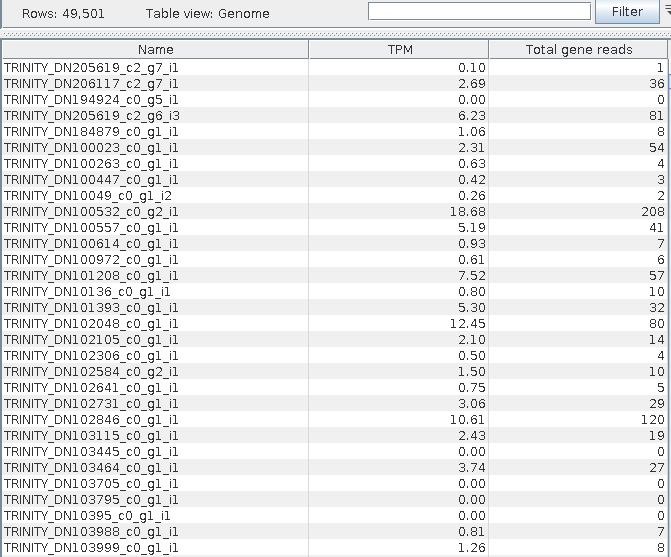 Rows: 49,501 Table view: Genome Filter
Name TPM Total gene reads
TRINITY_DN205619_c2_g7_i1 0.10 1
TRINITY_DN206117_c2_g7_i1 2.69 36
TRINITY_DN194924_c0_g5_i1 0.00 0
TRINITY_DN205619_c2_g6_i3 6.23 81
TRINITY_DN184879_c0_g1_i1 1.06 8
TRINITY_DN100023_c0_g1_i1 2.31 54
TRINITY_DN100263_c0_g1_i1 0.63 4
TRINITY_DN100447_c0_g1_i1 0.42 3
TRINITY_DN10049_c0_g1_i2 0.26 2
TRINITY_DN100532_c0_g2_i1 18.68 208
TRINITY_DN100557_c0_g1_i1 5.19 41
TRINITY_DN100614_c0_g1_i1 0.93 7
TRINITY_DN100972_c0_g1_i1 0.61 6
TRINITY_DN101208_c0_g1_i1 7.52 57
TRINITY_DN10136_c0_g1_i1 0.80 10
TRINITY_DN101393_c0_g1_i1 5.30 32
TRINITY_DN102048_c0_g1_i1 12.45 80
TRINITY_DN102105_c0_g1_i1 2.10 14
TRINITY_DN102306_c0_g1_i1 0.50 4
TRINITY_DN102584_c0_g2_i1 1.50 10
TRINITY_DN102641_c0_g1_i1 0.75 5
TRINITY_DN102731_c0_g1_i1 3.06 29
TRINITY_DN102846_c0_g1_i1 10.61 120
TRINITY_DN103115_c0_g1_i1 2.43 19
TRINITY_DN103445_c0_g1_i1 0.00 0
TRINITY_DN103464_c0_g1_i1 3.74 27
TRINITY_DN103705_c0_g1_i1 0.00 0
TRINITY_DN103795_c0_g1_i1 0.00 0
TRINITY_DN10395_c0_g1_i1 0.00 0
TRINITY_DN103988_c0_g1_i1 0.81 7
TRINITY_DN103999_c0_g1_i1 1.26 8